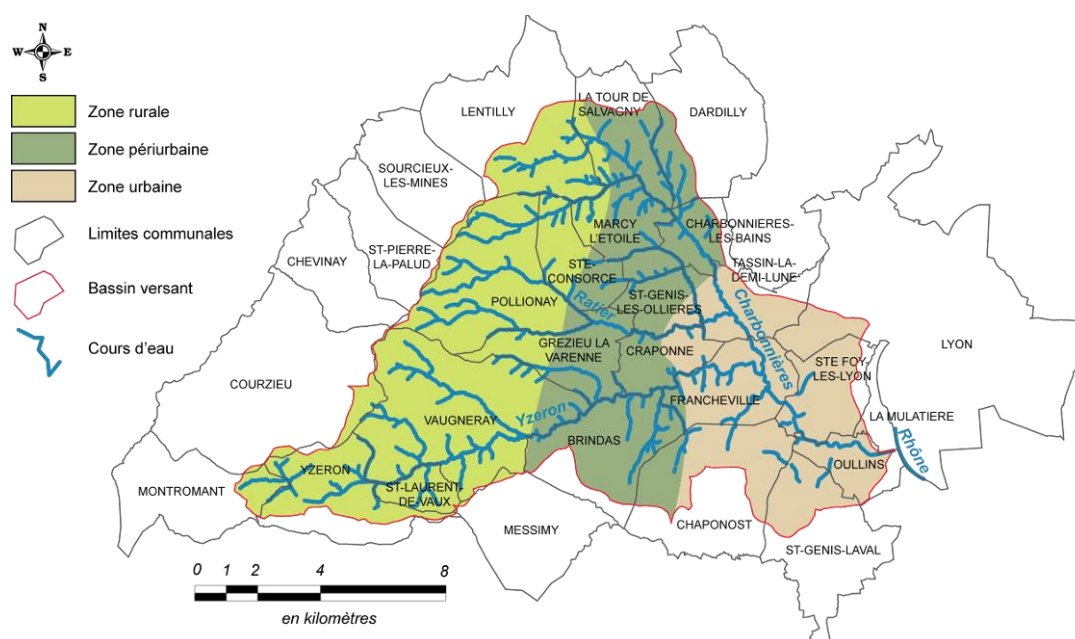 N
W E
S
Zone rurale
Zone périurbaine
Zone urbaine
Limites communales
Bassin versant
Cours d'eau
LENTILLY
LA TOUR DE
SALVAGNY
DARDILLY
SOURCIEUX-
LES-MINES
MARCY
L'ETOILE
CHARBONNIERES-
LES-BAINS
ST-PIERRE-
LA-PALUD
CHEVINAY
STE-
CONSORCE
TASSIN-LA-
DEMI-LUNE
POLLIONAY
Ratier
ST-GENIS-
LES-OLLIERES
Charbonnières
GREZIEU LA
VARENNE
CRAPONNE
LYON
STE FOY-
LES-LYON
COURZIEU
FRANCHEVILLE
VAUGNERAY
Yzeron
LA MULATIERE
BRINDAS
Rhône
OULLINS
YZERON
MONTROMANT
ST-LAURENT-
DE-VAUX
MESSIMY
CHAPONOST
ST-GENIS-LAVAL
0 1 2 4 8
en kilomètres